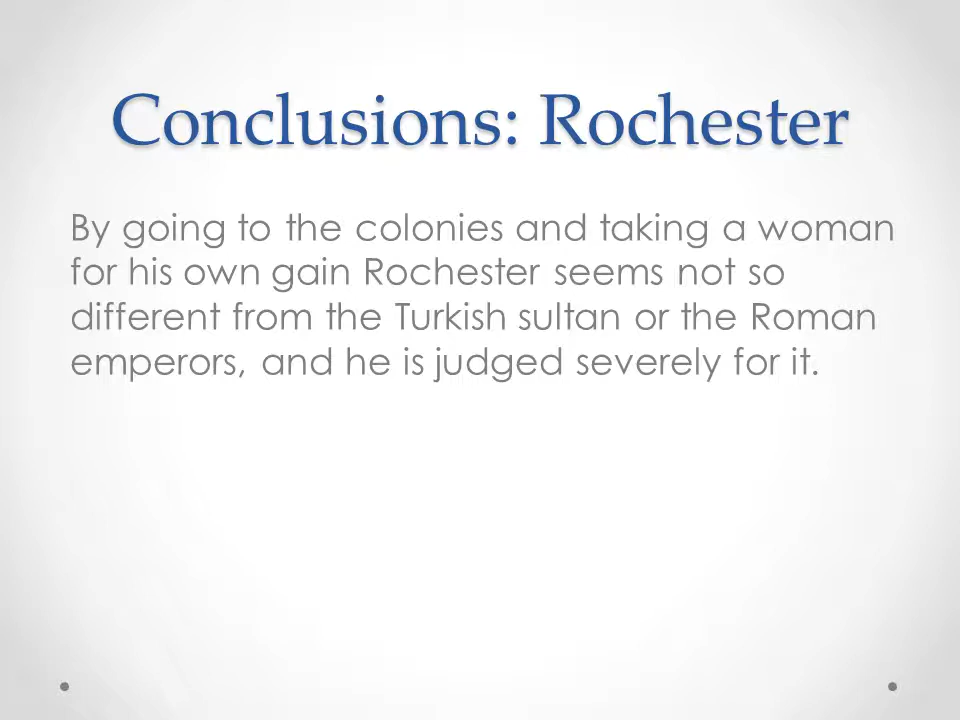 Conclusions: Rochester
By going to the colonies and taking a woman
for his own gain Rochester seems not so
different from the Turkish sultan or the Roman
emperors, and he is judged severely for it.